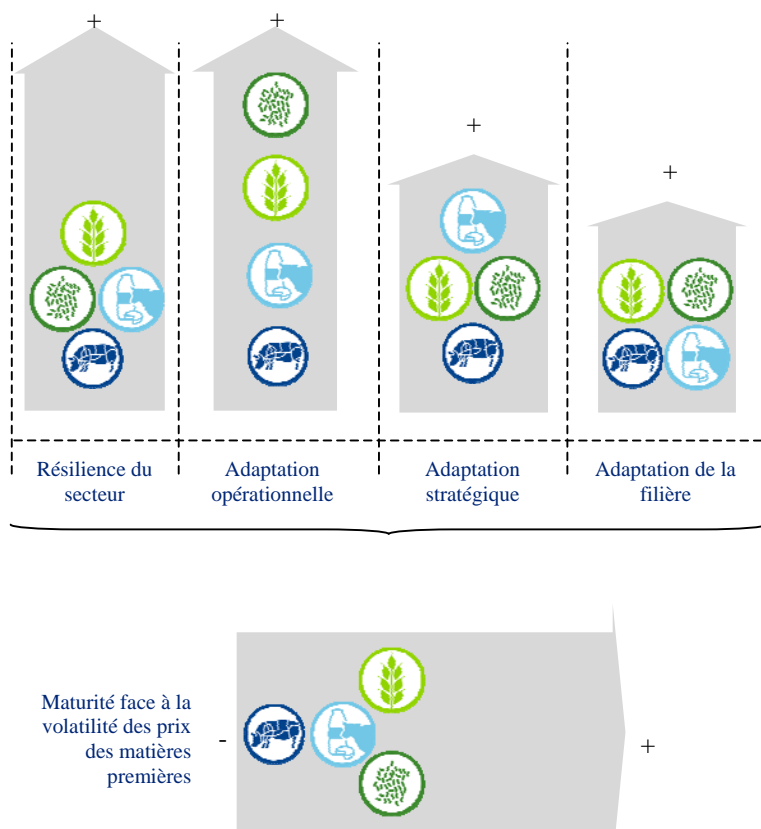 +
+
+
+
Résilience du
secteur
Adaptation
opérationnelle
Adaptation
stratégique
Adaptation de la
filière
Maturité face à la
volatilité des prix
des matières
premières
-
+